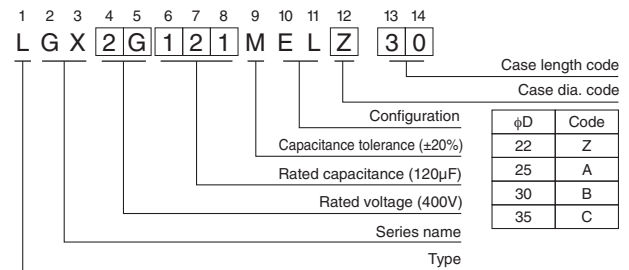 1 2 3 4 5 6 7 8 9 10 11 12 13 14
L G X 2 G 1 2 1 M E L Z 3 0
Case length code
Case dia. code
Configuration
Capacitance tolerance (±20%)
Rated capacitance (120µF)
Rated voltage (400V)
Series name
Type
ϕD Code
22 Z
25 A
30 B
35 C